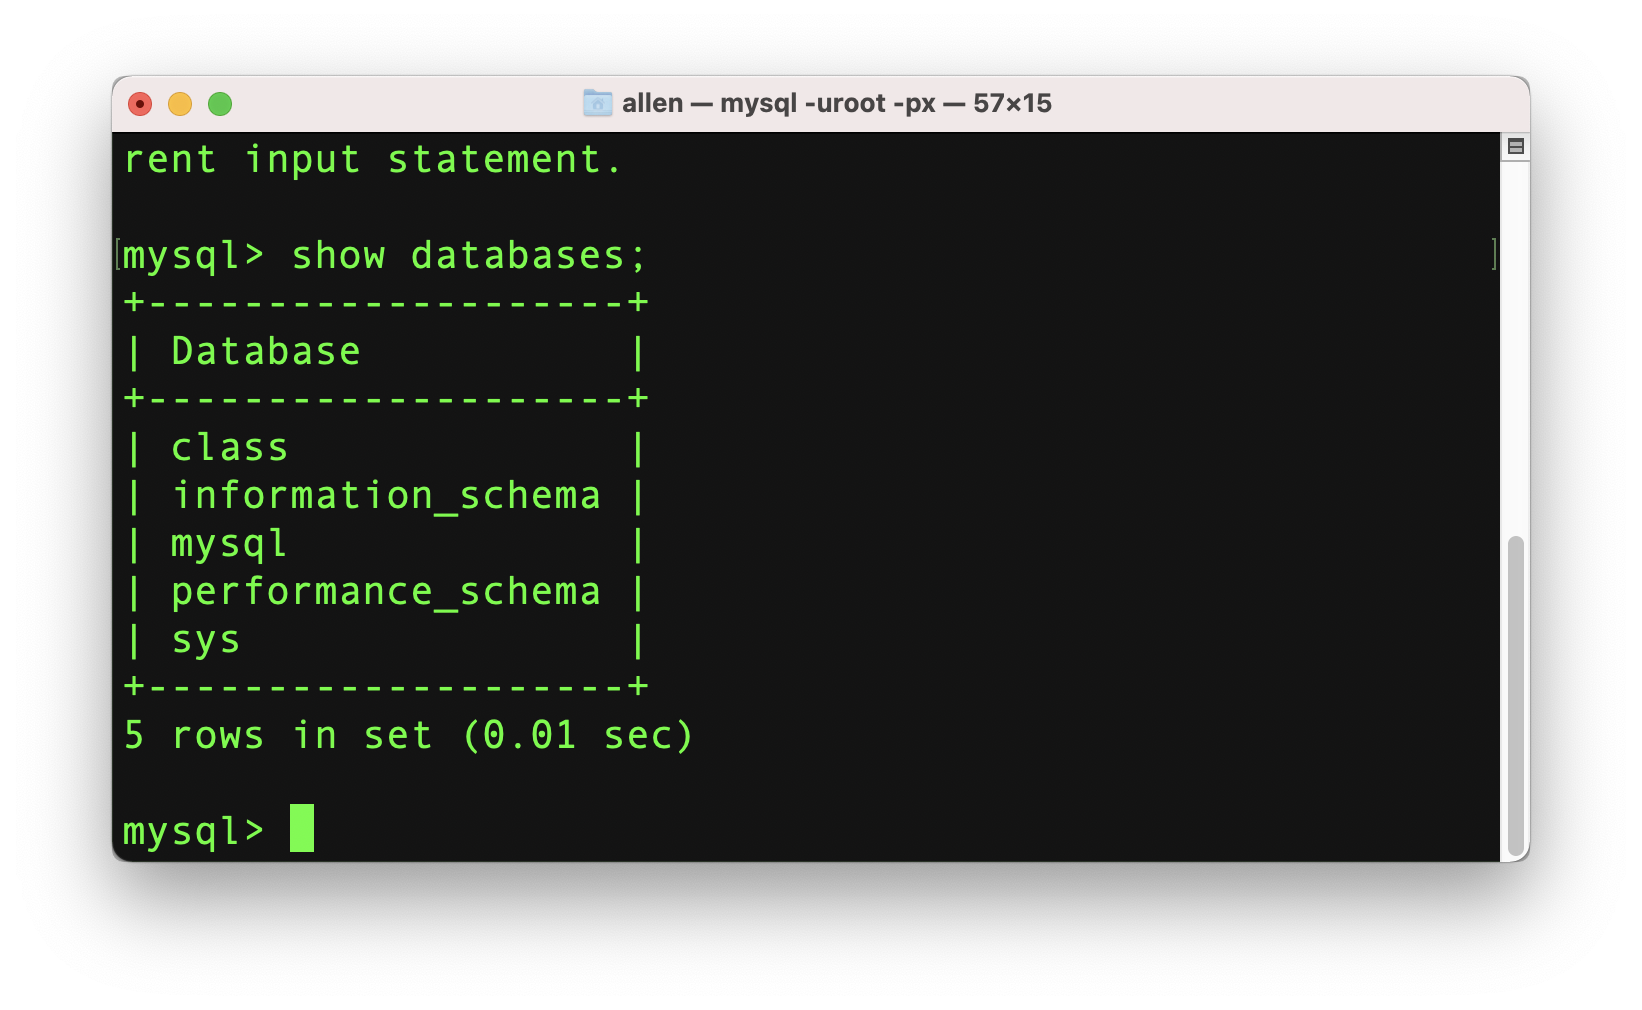 allen — mysql -uroot -px — 57×15
rent input statement.
[mysql> show databases; ]
+--------------------+
| Database           |
+--------------------+
| class              |
| information_schema |
| mysql              |
| performance_schema |
| sys                |
+--------------------+
5 rows in set (0.01 sec)
mysql>